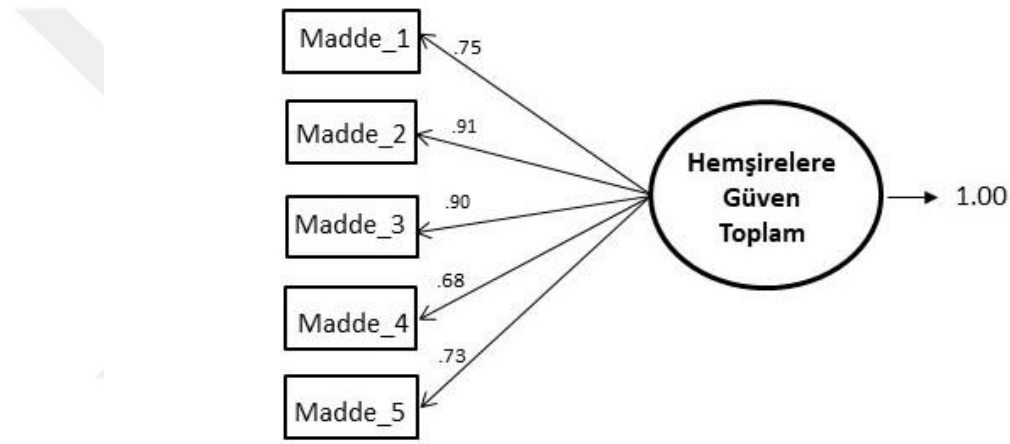 Madde_1
.75
Madde_2
.91
Madde_3
.90
Madde_4
.68
Madde_5
.73
Hemşirelere
Güven
Toplam
1.00